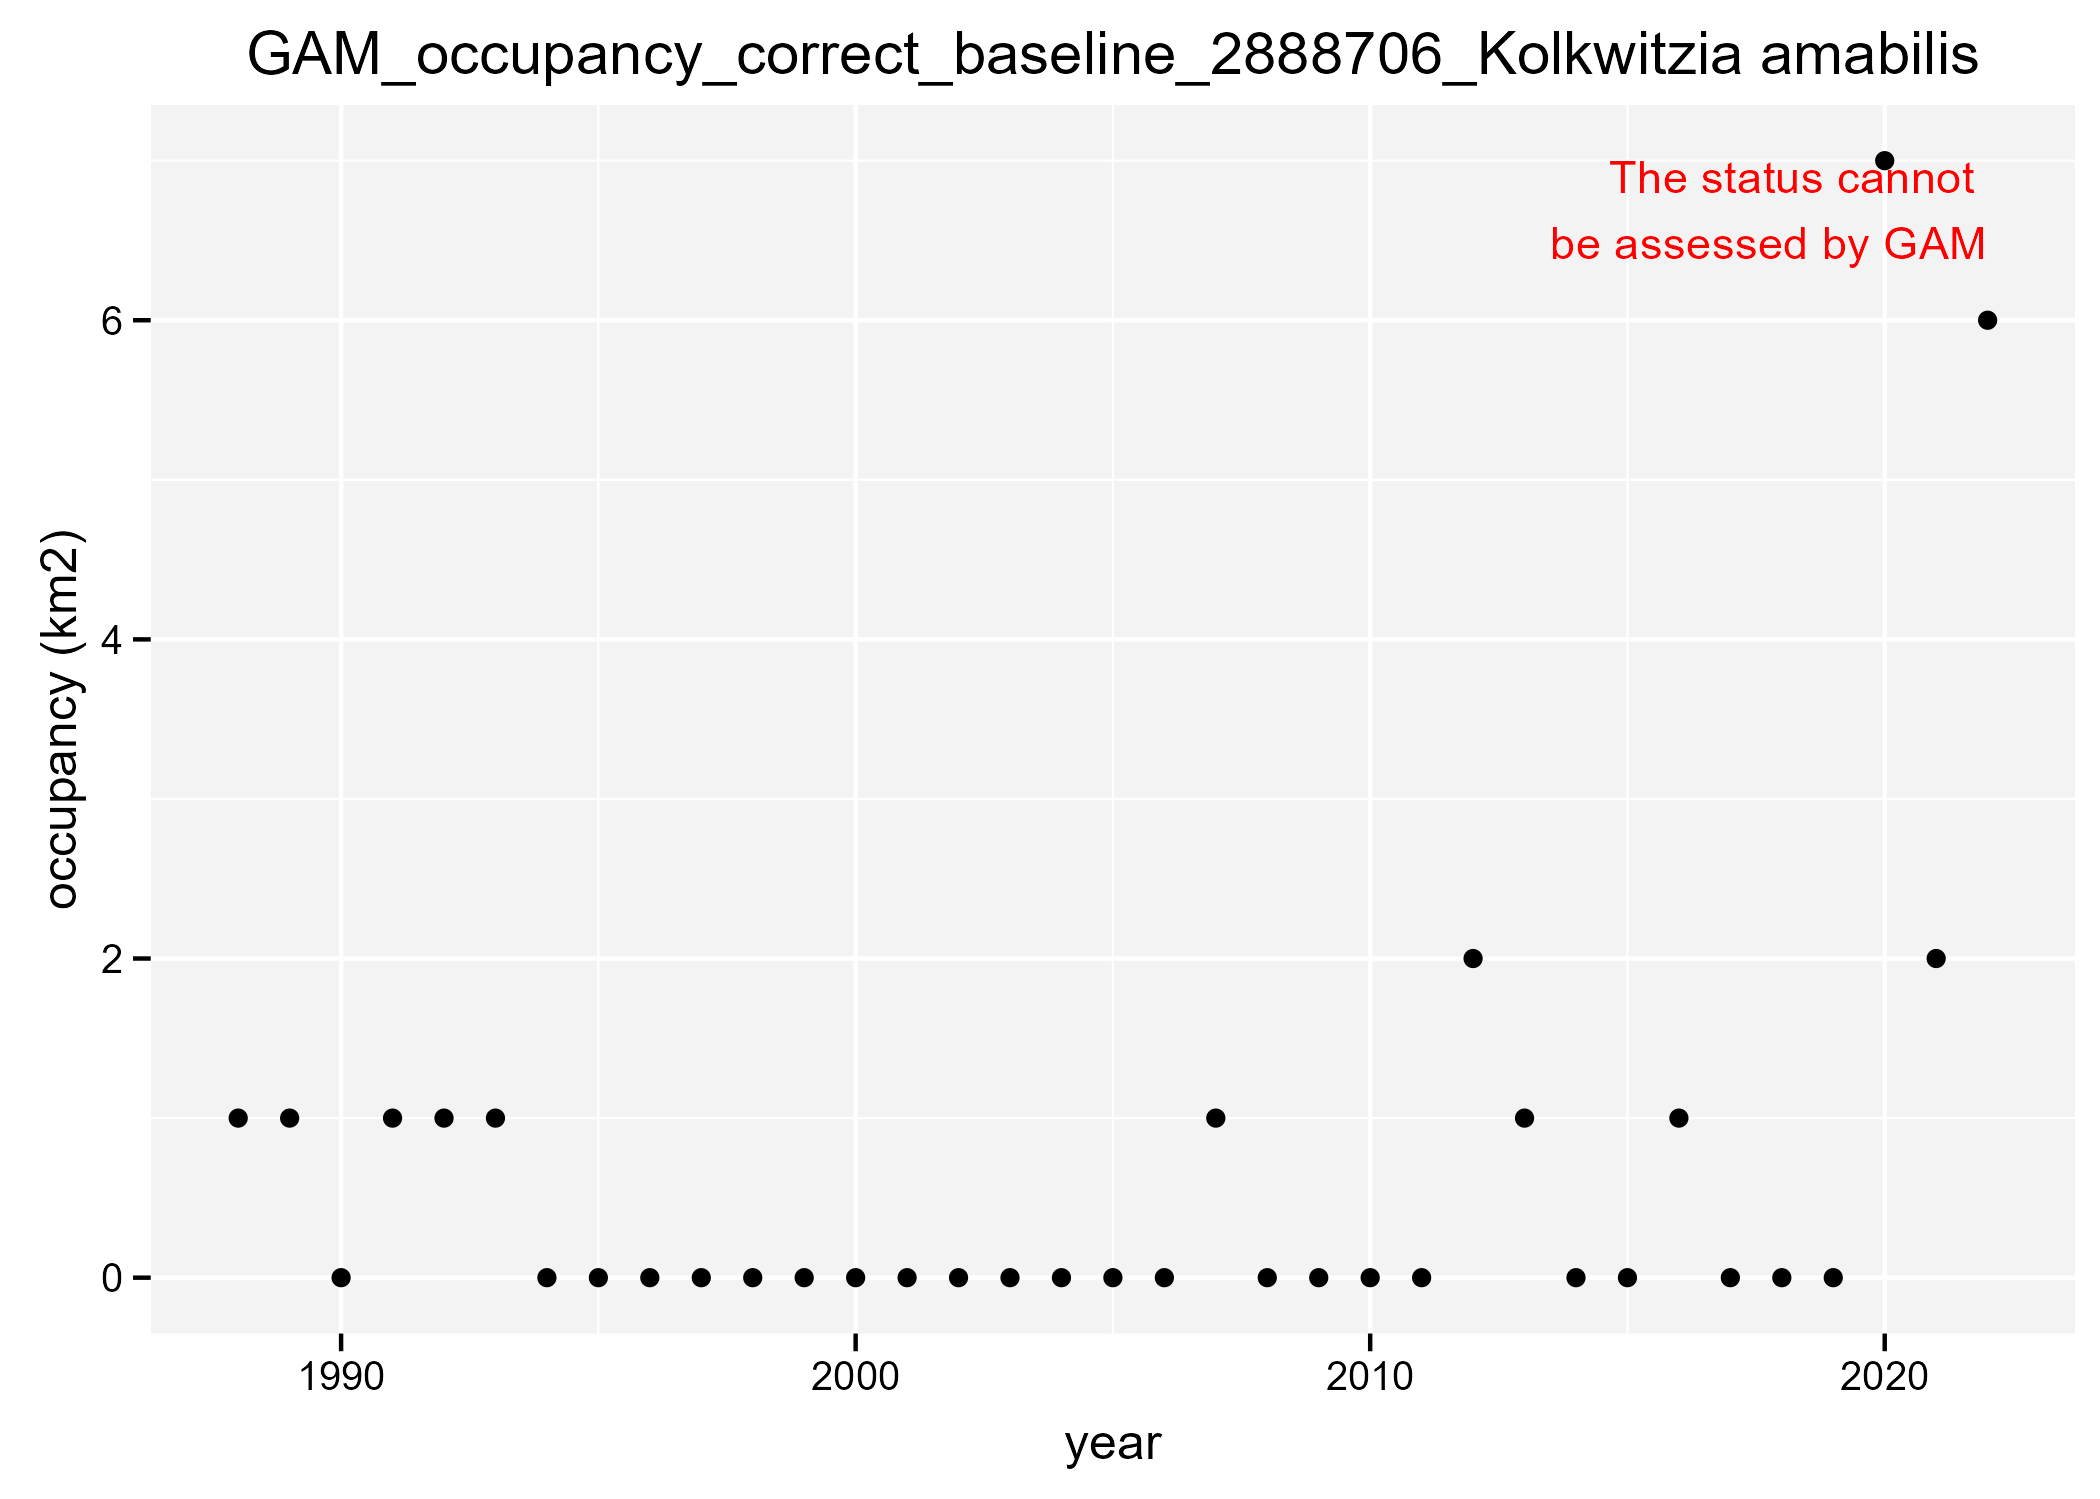 GAM_occupancy_correct_baseline_2888706_Kolkwitzia amabilis
The status cannot
be assessed by GAM
occupancy (km2)
6
4
2
0
1990 2000 2010 2020
year